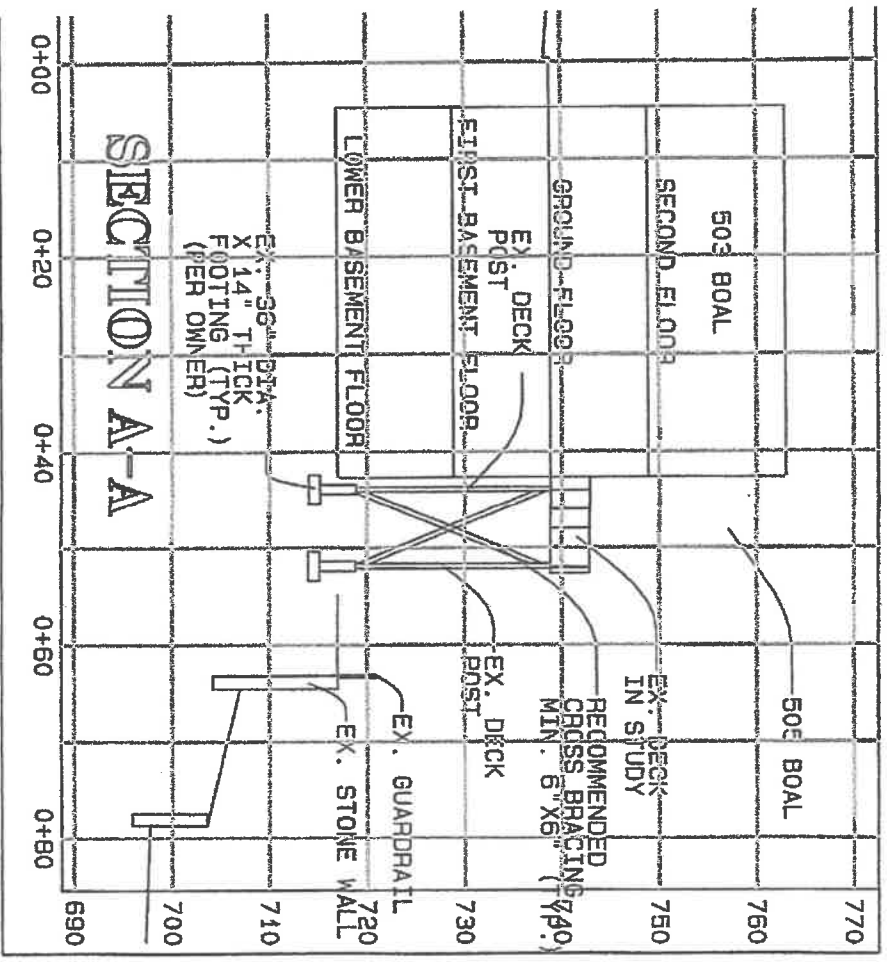 503 BOAL
505 BOAL
SECOND FLOOR
GROUND FLOOR
EX. DECK
POST
FIRST BASEMENT FLOOR
LOWER BASEMENT FLOOR
EX. 36" DIA.
X 14" THICK
FOOTING (TYP.)
(PER OWNER)
EX. DECK
IN STUDY
RECOMMENDED
CROSS BRACING
MIN. 6"X6" (TYP.)
EX. DECK
POST
EX. GUARDRAIL
EX. STONE WALL
770
760
750
740
730
720
710
700
690
0+00
0+20
0+40
0+60
0+80
SECTION A-A